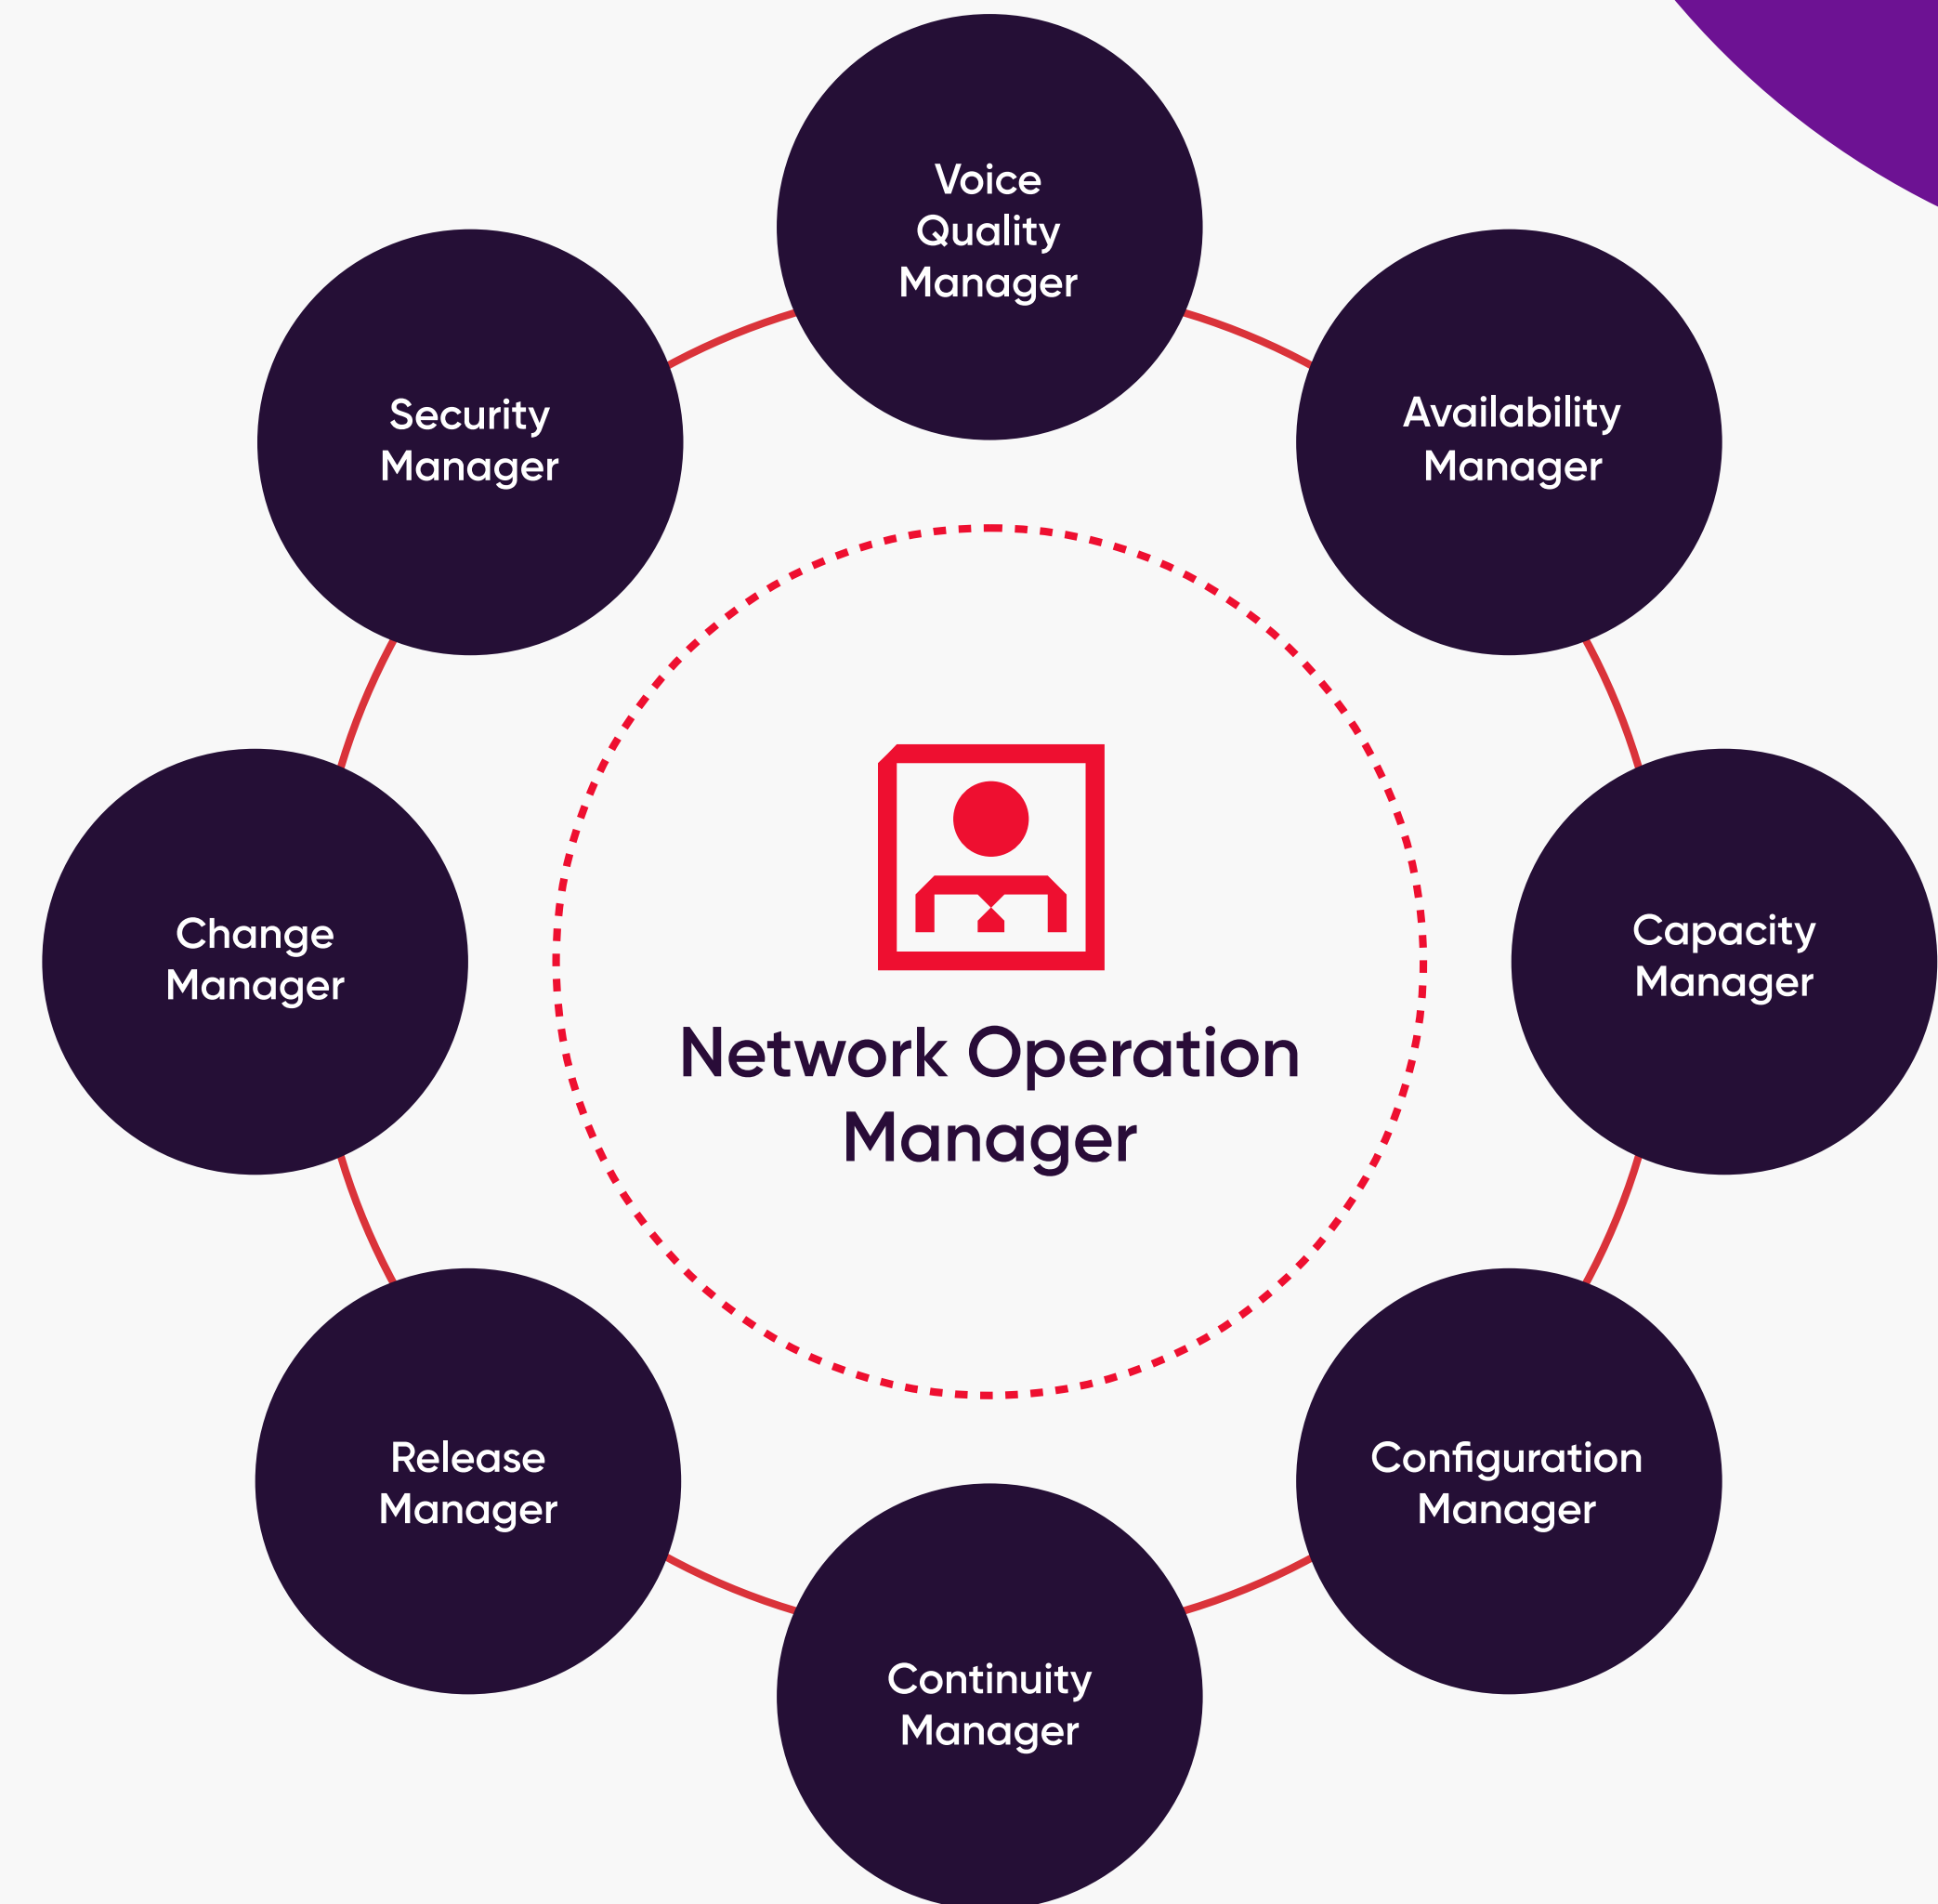 Voice
Quality
Manager
Availability
Manager
Capacity
Manager
Configuration
Manager
Continuity
Manager
Release
Manager
Change
Manager
Security
Manager
Network Operation
Manager